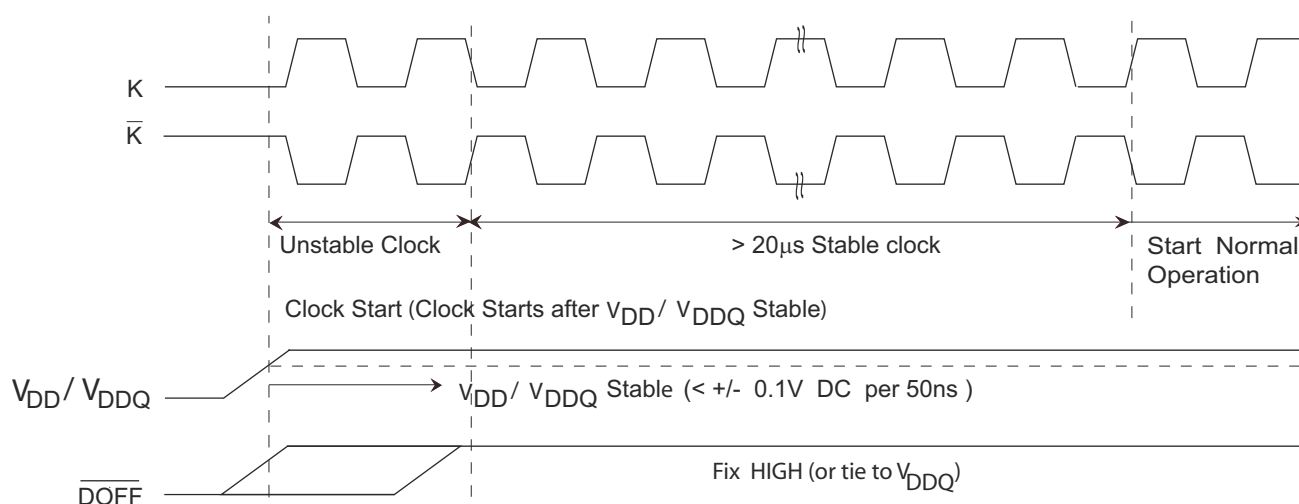 K
K
Unstable Clock
> 20μs Stable clock
Start Normal
Operation
Clock Start (Clock Starts after VDD / VDDQ Stable)
VDD / VDDQ
VDD / VDDQ Stable (< +/- 0.1V DC per 50ns )
Fix HIGH (or tie to VDDQ)
DOFF